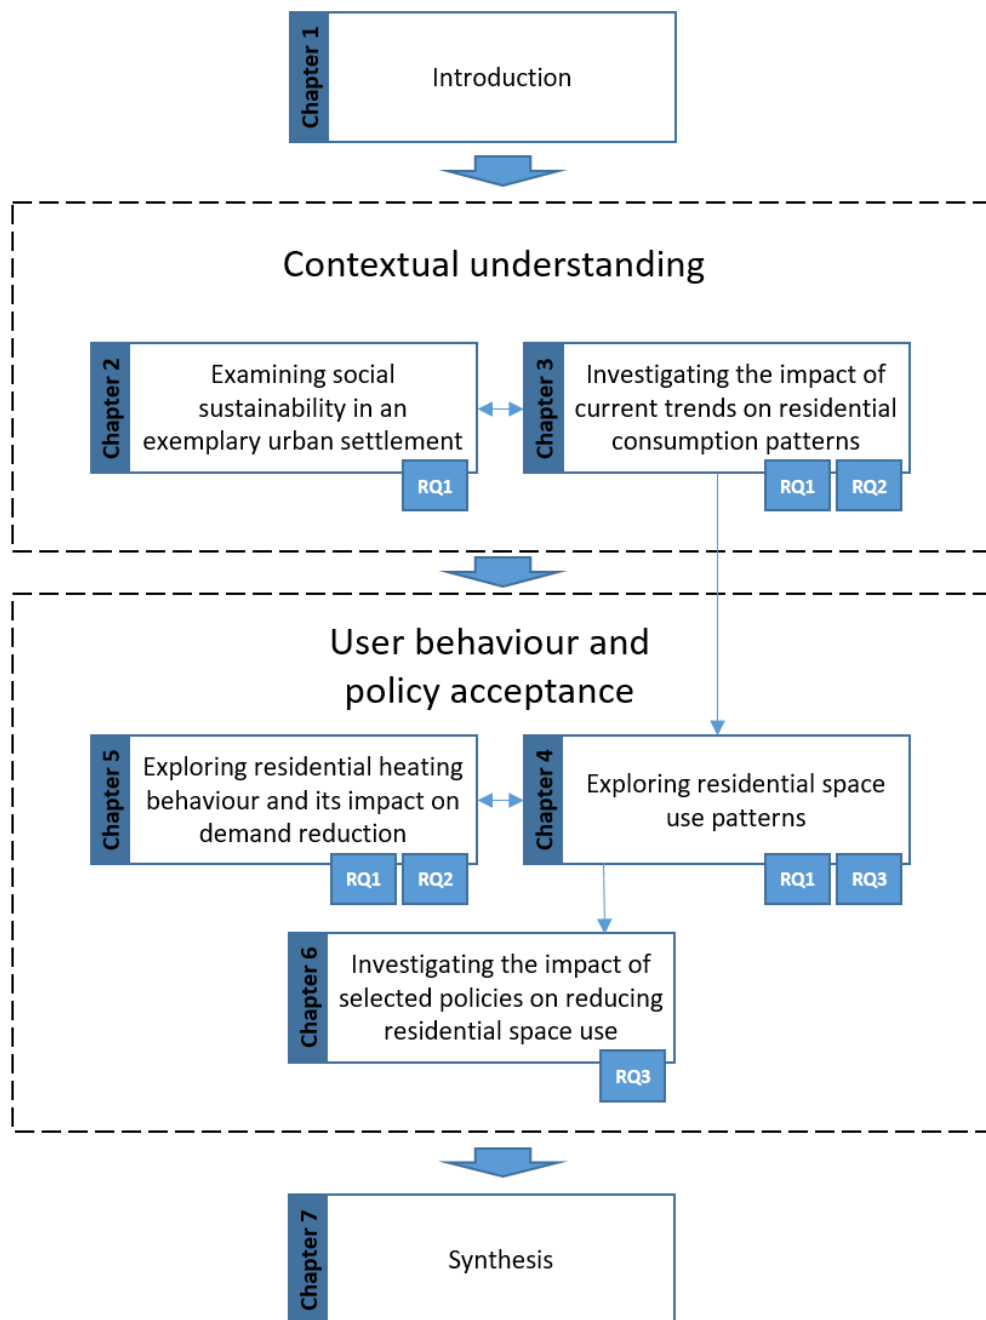 Chapter 1
Introduction
Contextual understanding
Chapter 2
Examining social
sustainability in an
exemplary urban settlement
RQ1
Chapter 3
Investigating the impact of
current trends on residential
consumption patterns
RQ1
RQ2
User behaviour and
policy acceptance
Chapter 5
Exploring residential heating
behaviour and its impact on
demand reduction
RQ1
RQ2
Chapter 4
Exploring residential space
use patterns
RQ1
RQ3
Chapter 6
Investigating the impact of
selected policies on reducing
residential space use
RQ3
Chapter 7
Synthesis